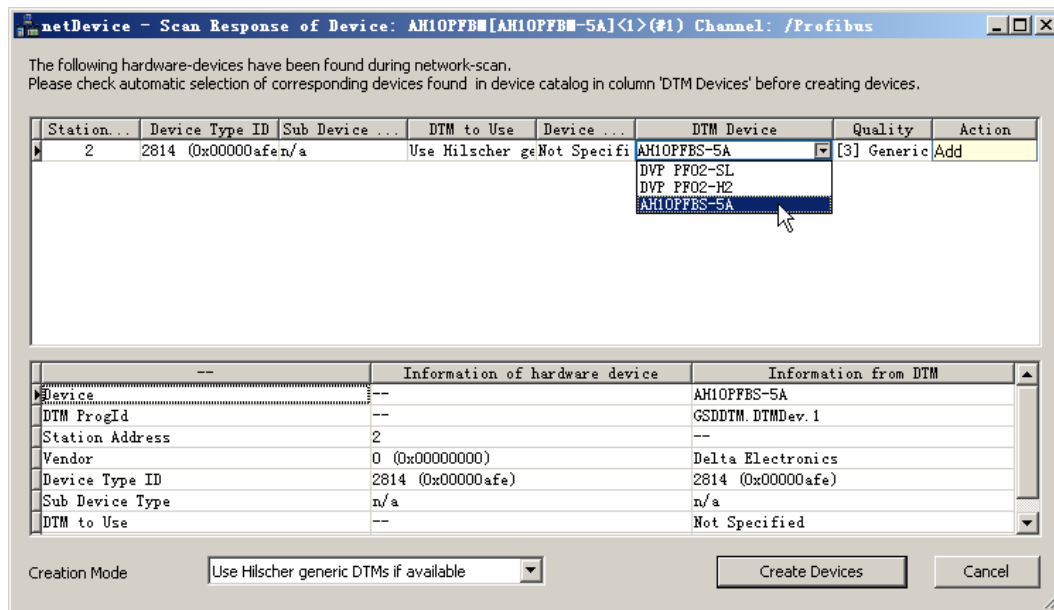 netDevice - Scan Response of Device: AH10PFBM[AH10PFBM-5A]<1>(#1) Channel: /Profibus
The following hardware-devices have been found during network-scan.
Please check automatic selection of corresponding devices found in device catalog in column 'DTM Devices' before creating devices.
Station... Device Type ID Sub Device ... DTM to Use Device ... DTM Device Quality Action
2 2814 (0x00000afe n/a Use Hilscher ge Not Specifi AH10PFBS-5A [3] Generic Add
DVP PF02-SL
DVP PF02-H2
AH10PFBS-5A
-- Information of hardware device Information from DTM
Device -- AH10PFBS-5A
DTM ProgId -- GSDDTM.DTMDev.1
Station Address 2 --
Vendor 0 (0x00000000) Delta Electronics
Device Type ID 2814 (0x00000afe) 2814 (0x00000afe)
Sub Device Type n/a n/a
DTM to Use -- Not Specified
Creation Mode Use Hilscher generic DTMs if available Create Devices Cancel